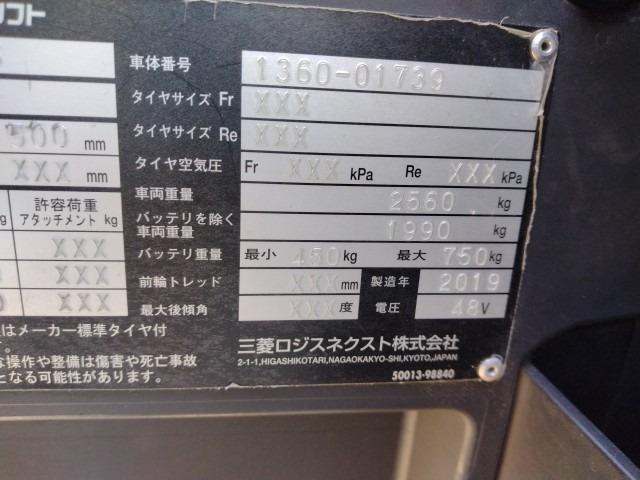 リフト
車体番号 1360-01739
タイヤサイズ Fr XXX
500 mm タイヤサイズ Re XXX
XXX mm タイヤ空気圧 Fr XXX kPa Re XXX kPa
車両重量 2560 kg
許容荷重
アタッチメント kg
バッテリを除く
車両重量 1990 kg
XXX バッテリ重量 最小 450 kg 最大 750 kg
XXX 前輪トレッド XXX mm 製造年 2019
XXX 最大後傾角 XXX 度 電圧 48 V
はメーカー標準タイヤ付
三菱ロジスネクスト株式会社
2-1-1,HIGASHIKOTARI,NAGAOKAKYO-SHI,KYOTO,JAPAN
な操作や整備は傷害や死亡事故
となる可能性があります。
50013-98840